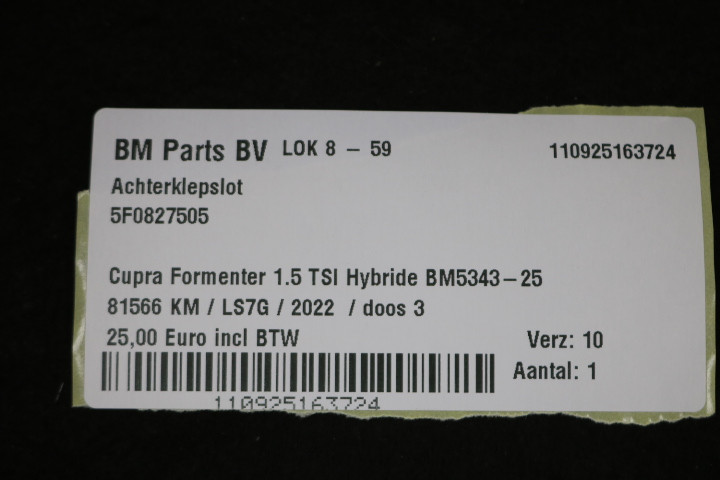 BM Parts BV LOK 8 - 59 110925163724
Achterklepslot
5F0827505
Cupra Formenter 1.5 TSI Hybride BM5343-25
81566 KM / LS7G / 2022 / doos 3
25,00 Euro incl BTW Verz: 10
Aantal: 1
110925163724